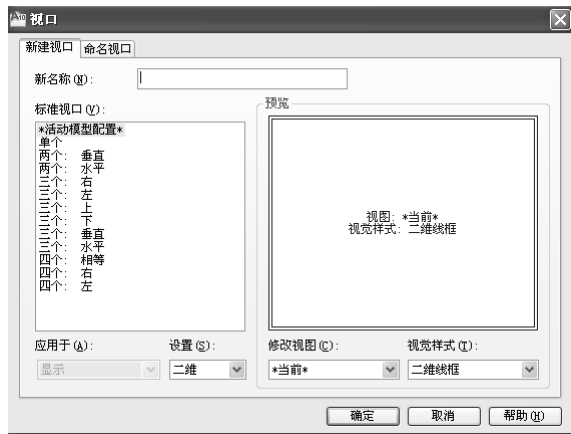 视口
新建视口 命名视口
新名称(N):
标准视口(V):
*活动模型配置*
单个
两个: 垂直
两个: 水平
三个: 右
三个: 左
三个: 上
三个: 下
三个: 垂直
三个: 水平
四个: 相等
四个: 右
四个: 左
预览
视图: *当前*
视觉样式: 二维线框
应用于(A): 设置(S): 修改视图(C): 视觉样式(T):
显示 二维 *当前* 二维线框
确定 取消 帮助(H)